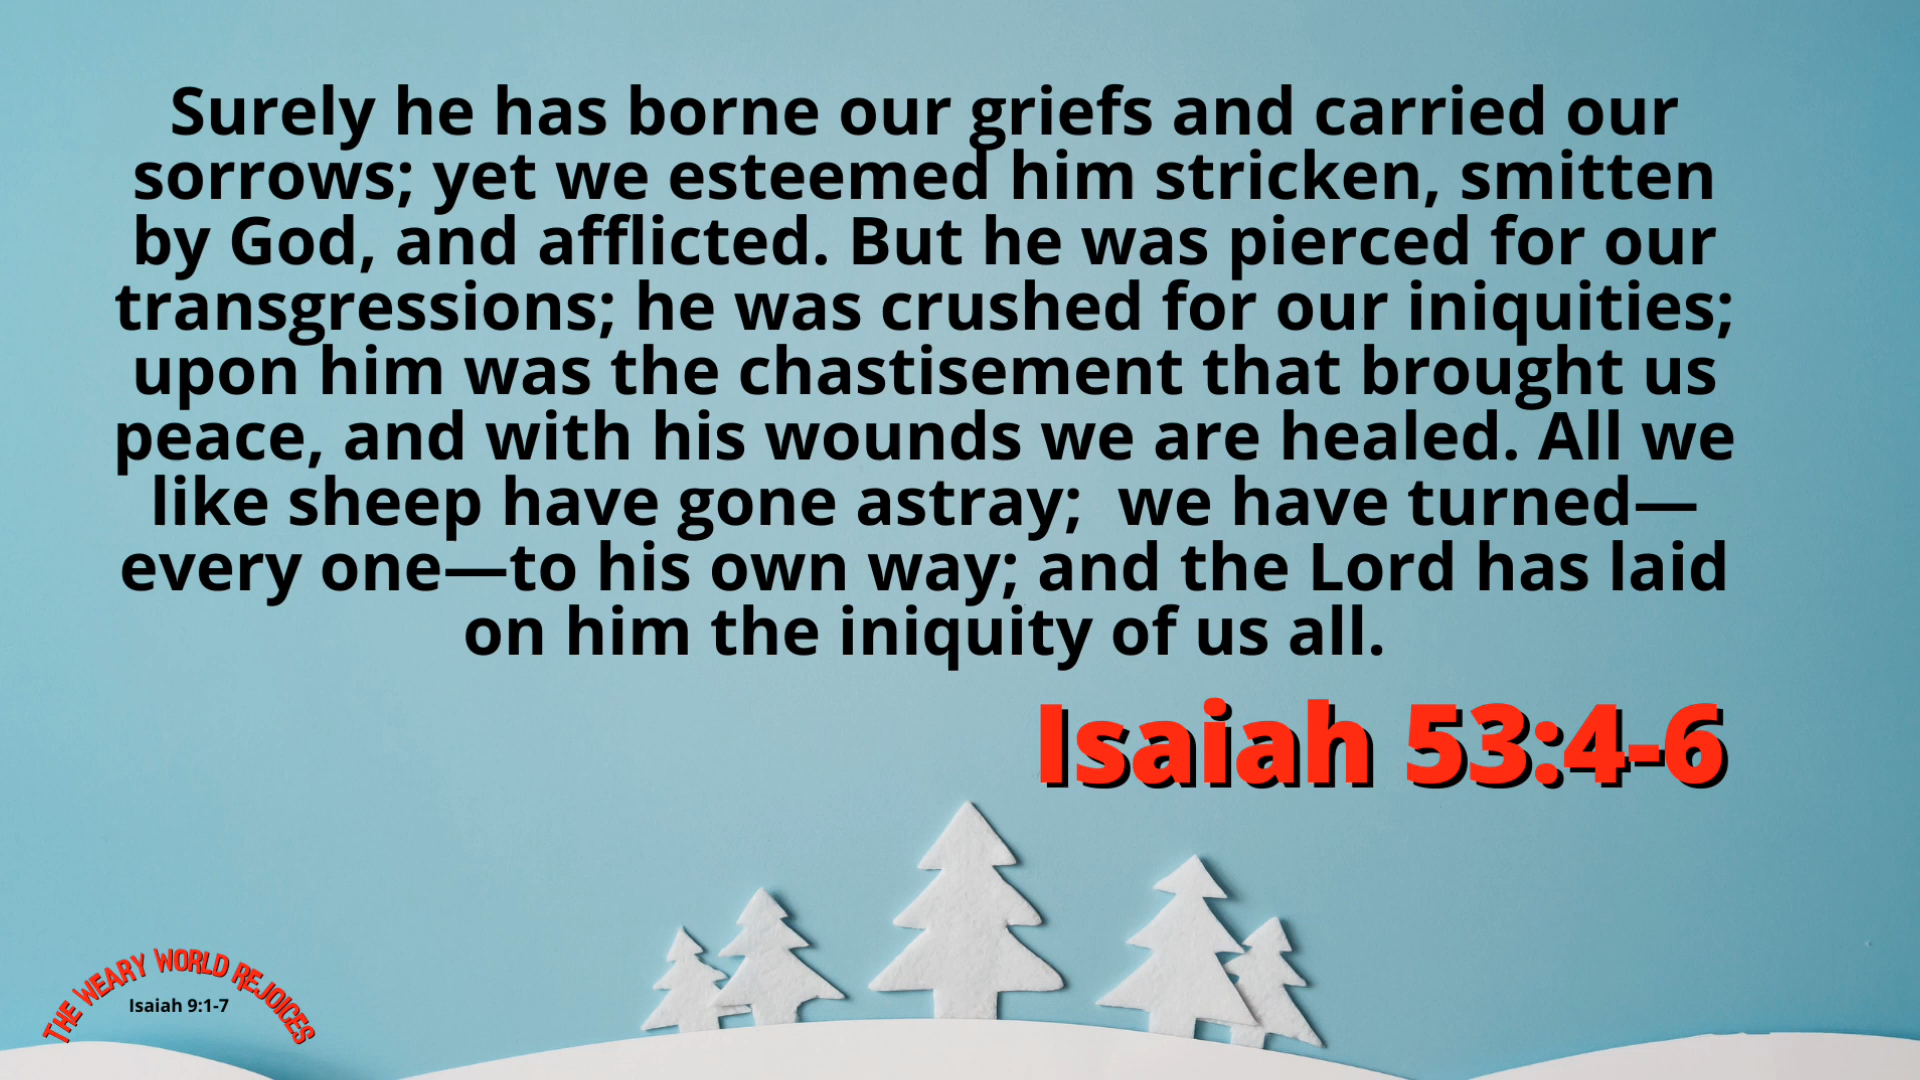 Surely he has borne our griefs and carried our
sorrows; yet we esteemed him stricken, smitten
by God, and afflicted. But he was pierced for our
transgressions; he was crushed for our iniquities;
upon him was the chastisement that brought us
peace, and with his wounds we are healed. All we
like sheep have gone astray;  we have turned—
every one—to his own way; and the Lord has laid
on him the iniquity of us all.
Isaiah 53:4-6
THE WEARY WORLD REJOICES
Isaiah 9:1-7